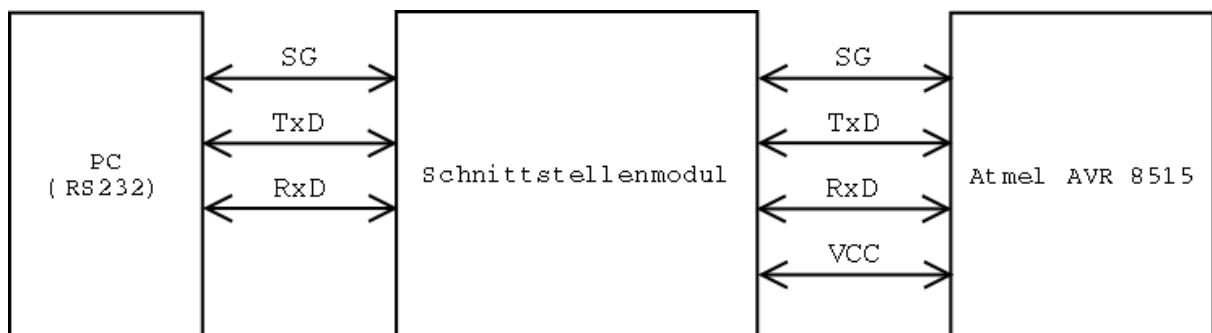 SG
TxD
RxD
PC
(RS232)
Schnittstellenmodul
SG
TxD
RxD
VCC
Atmel AVR 8515